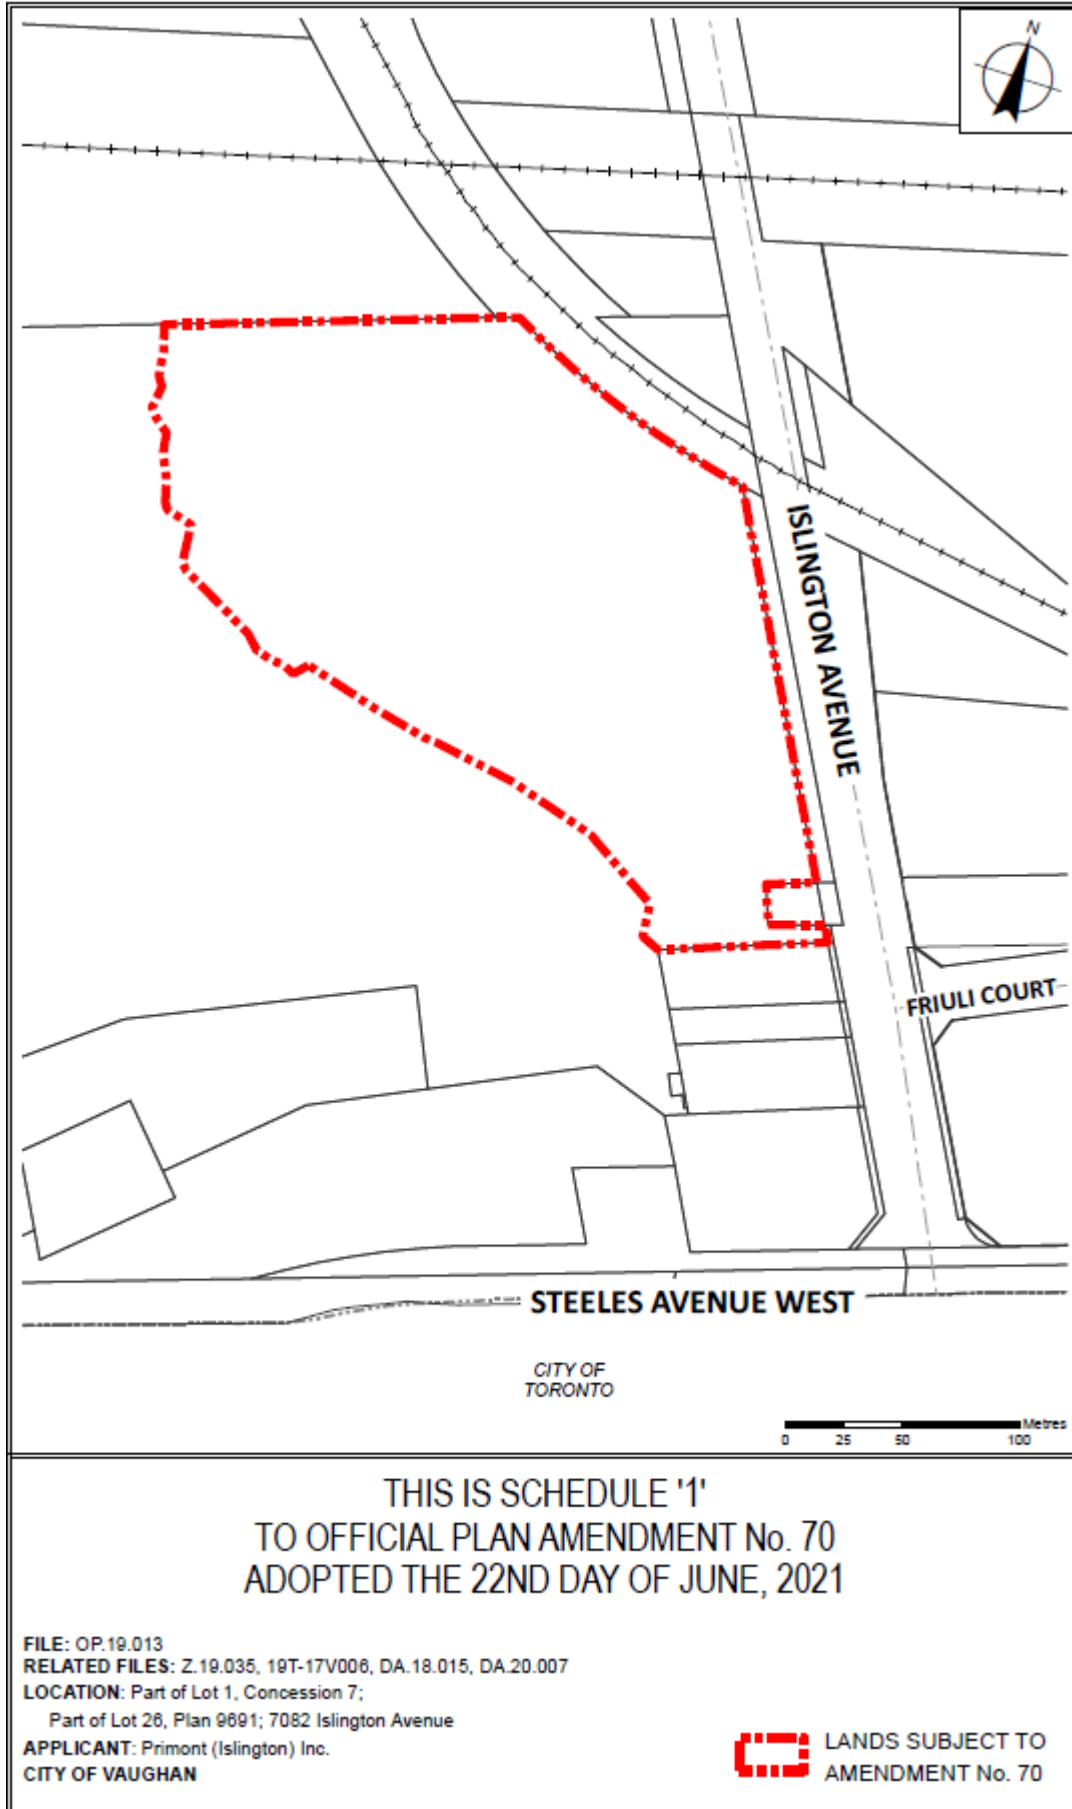 N
ISLINGTON AVENUE
FRIULI COURT
STEELES AVENUE WEST
CITY OF
TORONTO
Metres
0 25 50 100
THIS IS SCHEDULE '1'
TO OFFICIAL PLAN AMENDMENT No. 70
ADOPTED THE 22ND DAY OF JUNE, 2021
FILE: OP.19.013
RELATED FILES: Z.19.035, 19T-17V006, DA.18.015, DA.20.007
LOCATION: Part of Lot 1, Concession 7;
Part of Lot 26, Plan 9691; 7082 Islington Avenue
APPLICANT: Primont (Islington) Inc.
CITY OF VAUGHAN
LANDS SUBJECT TO
AMENDMENT No. 70